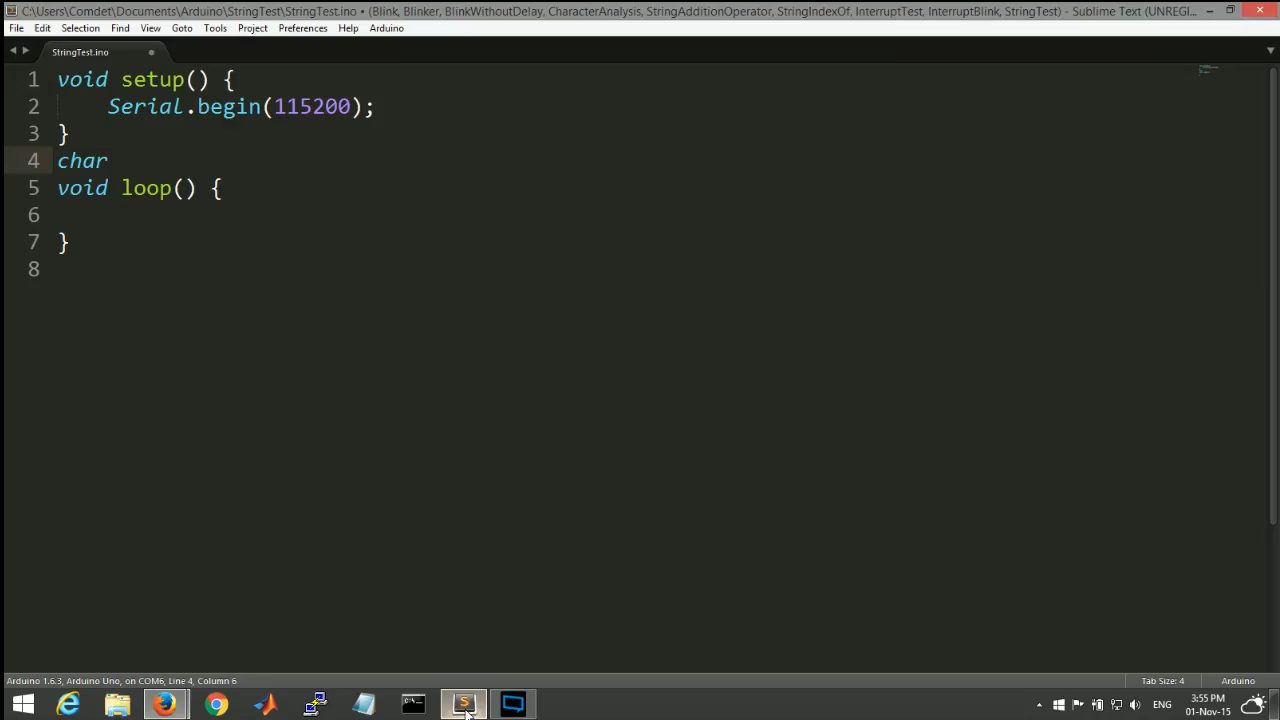 C:\Users\Comdet\Documents\Arduino\StringTest\StringTest.ino • (Blink, Blinker, BlinkWithoutDelay, CharacterAnalysis, StringAdditionOperator, StringIndexOf, InterruptTest, InterruptBlink, StringTest) - Sublime Text (UNREGI...
File Edit Selection Find View Goto Tools Project Preferences Help Arduino
StringTest.ino
1 void setup() {
2 Serial.begin(115200);
3 }
4 char
5 void loop() {
6
7 }
8
Arduino 1.6.3, Arduino Uno, on COM6, Line 4, Column 6 Tab Size: 4 Arduino
ENG 3:55 PM
01-Nov-15